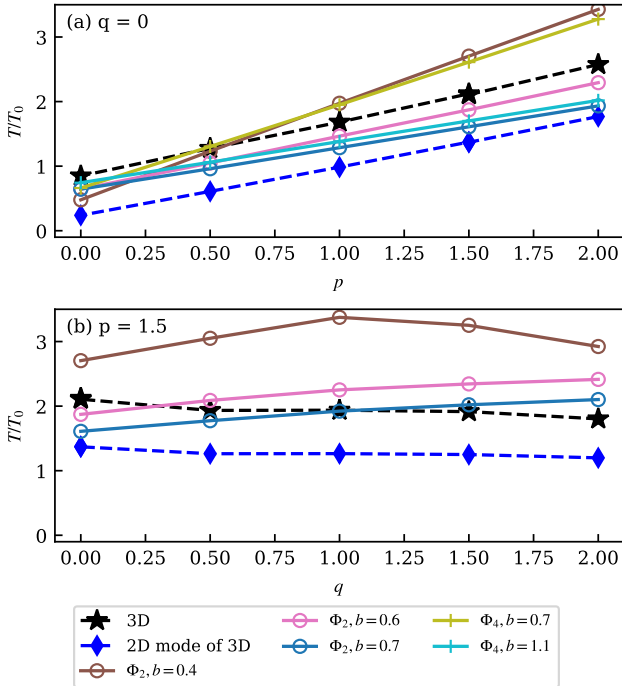 (a) q = 0
T/T₀
3
2
1
0
0.00 0.25 0.50 0.75 1.00 1.25 1.50 1.75 2.00
p
(b) p = 1.5
T/T₀
3
2
1
0
0.00 0.25 0.50 0.75 1.00 1.25 1.50 1.75 2.00
q
3D
2D mode of 3D
Φ₂, b = 0.4
Φ₂, b = 0.6
Φ₂, b = 0.7
Φ₄, b = 0.7
Φ₄, b = 1.1